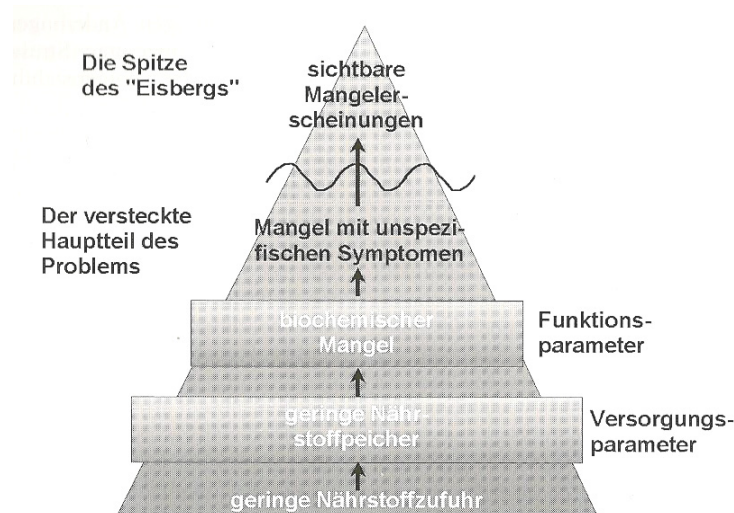 Die Spitze
des "Eisbergs"
sichtbare
Mangeler-
scheinungen
Der versteckte
Hauptteil des
Problems
Mangel mit unspezi-
fischen Symptomen
biochemischer
Mangel
Funktions-
parameter
geringe Nähr-
stoffpeicher
Versorgungs-
parameter
geringe Nährstoffzufuhr